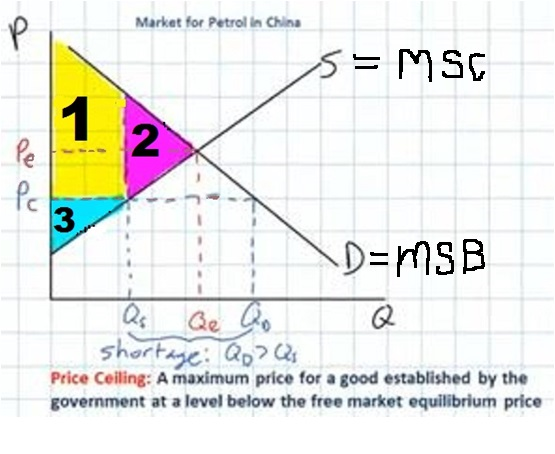 Market for Petrol in China
P
S = MSC
1
2
Pe
Pc
3
D=MSB
Qs Qe QD Q
shortage: QD>Qs
Price Ceiling: A maximum price for a good established by the
government at a level below the free market equilibrium price